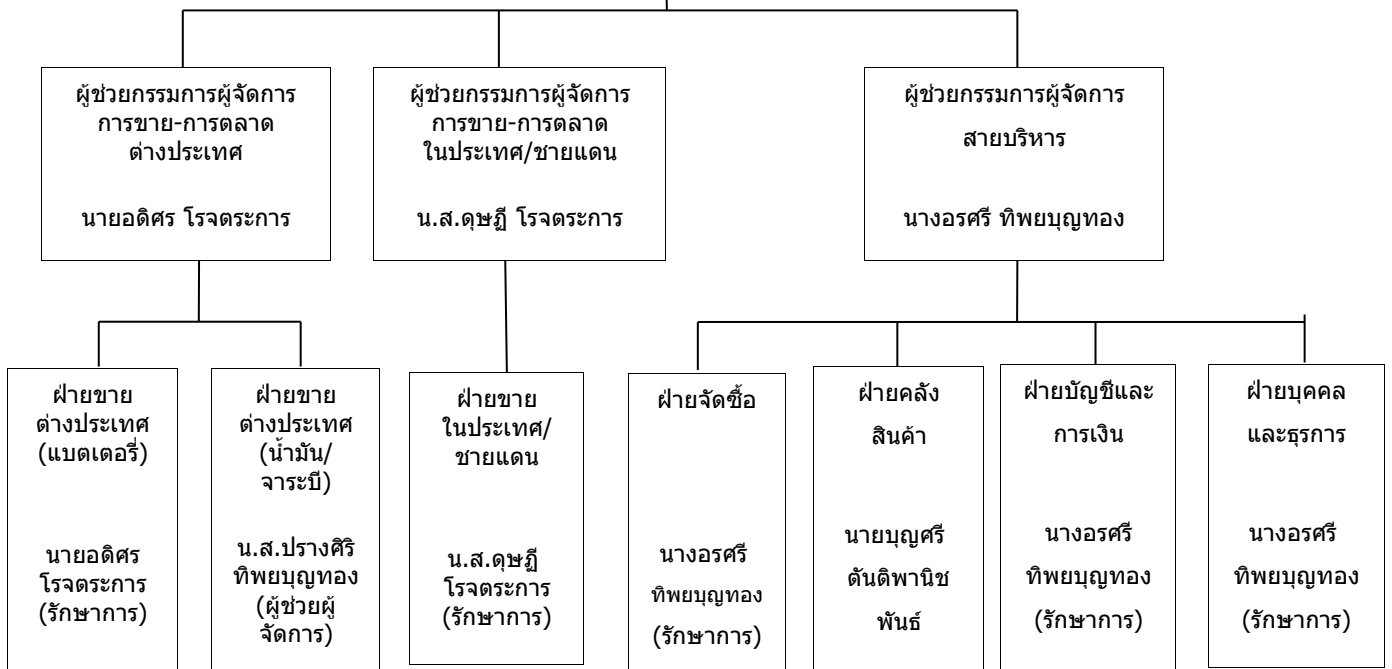 ผู้ช่วยกรรมการผู้จัดการ
การขาย-การตลาด
ต่างประเทศ
นายอดิศร โรจตระการ
ผู้ช่วยกรรมการผู้จัดการ
การขาย-การตลาด
ในประเทศ/ชายแดน
น.ส.ดุษฎี โรจตระการ
ผู้ช่วยกรรมการผู้จัดการ
สายบริหาร
นางอรศรี ทิพยบุญทอง
ฝ่ายขาย
ต่างประเทศ
(แบตเตอรี่)
นายอดิศร
โรจตระการ
(รักษาการ)
ฝ่ายขาย
ต่างประเทศ
(น้ำมัน/
จาระบี)
น.ส.ปรางศิริ
ทิพยบุญทอง
(ผู้ช่วยผู้
จัดการ)
ฝ่ายขาย
ในประเทศ/
ชายแดน
น.ส.ดุษฎี
โรจตระการ
(รักษาการ)
ฝ่ายจัดซื้อ
นางอรศรี
ทิพยบุญทอง
(รักษาการ)
ฝ่ายคลัง
สินค้า
นายบุญศรี
ตันติพานิช
พันธ์
ฝ่ายบัญชีและ
การเงิน
นางอรศรี
ทิพยบุญทอง
(รักษาการ)
ฝ่ายบุคคล
และธุรการ
นางอรศรี
ทิพยบุญทอง
(รักษาการ)